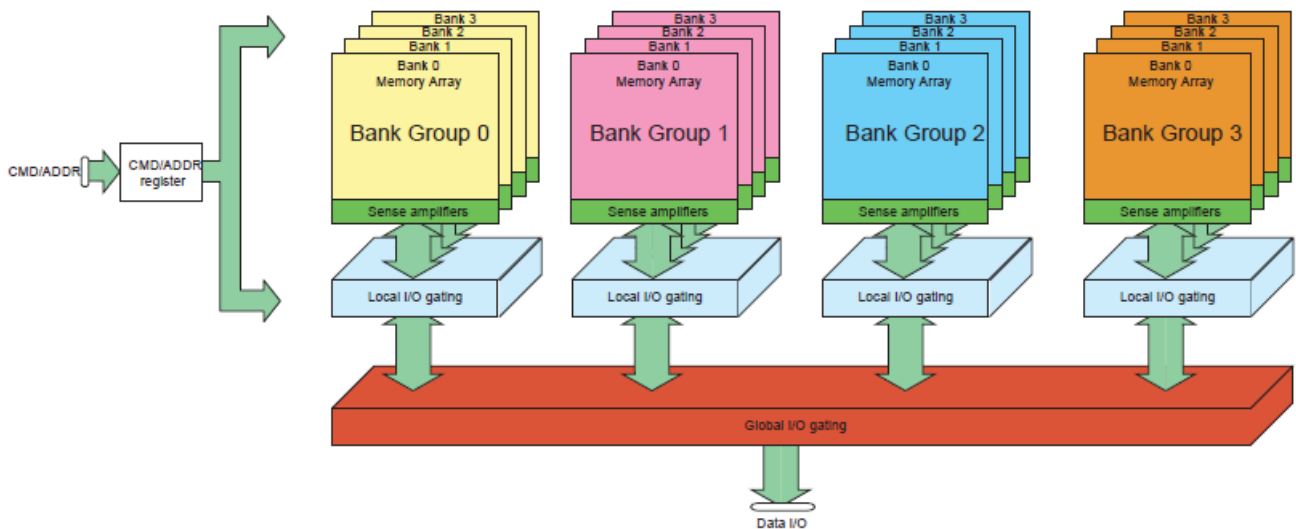 Bank 3
Bank 2
Bank 1
Bank 0
Memory Array
Bank Group 0
Sense amplifiers
Local I/O gating
Bank 3
Bank 2
Bank 1
Bank 0
Memory Array
Bank Group 1
Sense amplifiers
Local I/O gating
Bank 3
Bank 2
Bank 1
Bank 0
Memory Array
Bank Group 2
Sense amplifiers
Local I/O gating
Bank 3
Bank 2
Bank 1
Bank 0
Memory Array
Bank Group 3
Sense amplifiers
Local I/O gating
CMD/ADDR
CMD/ADDR
register
Global I/O gating
Data I/O